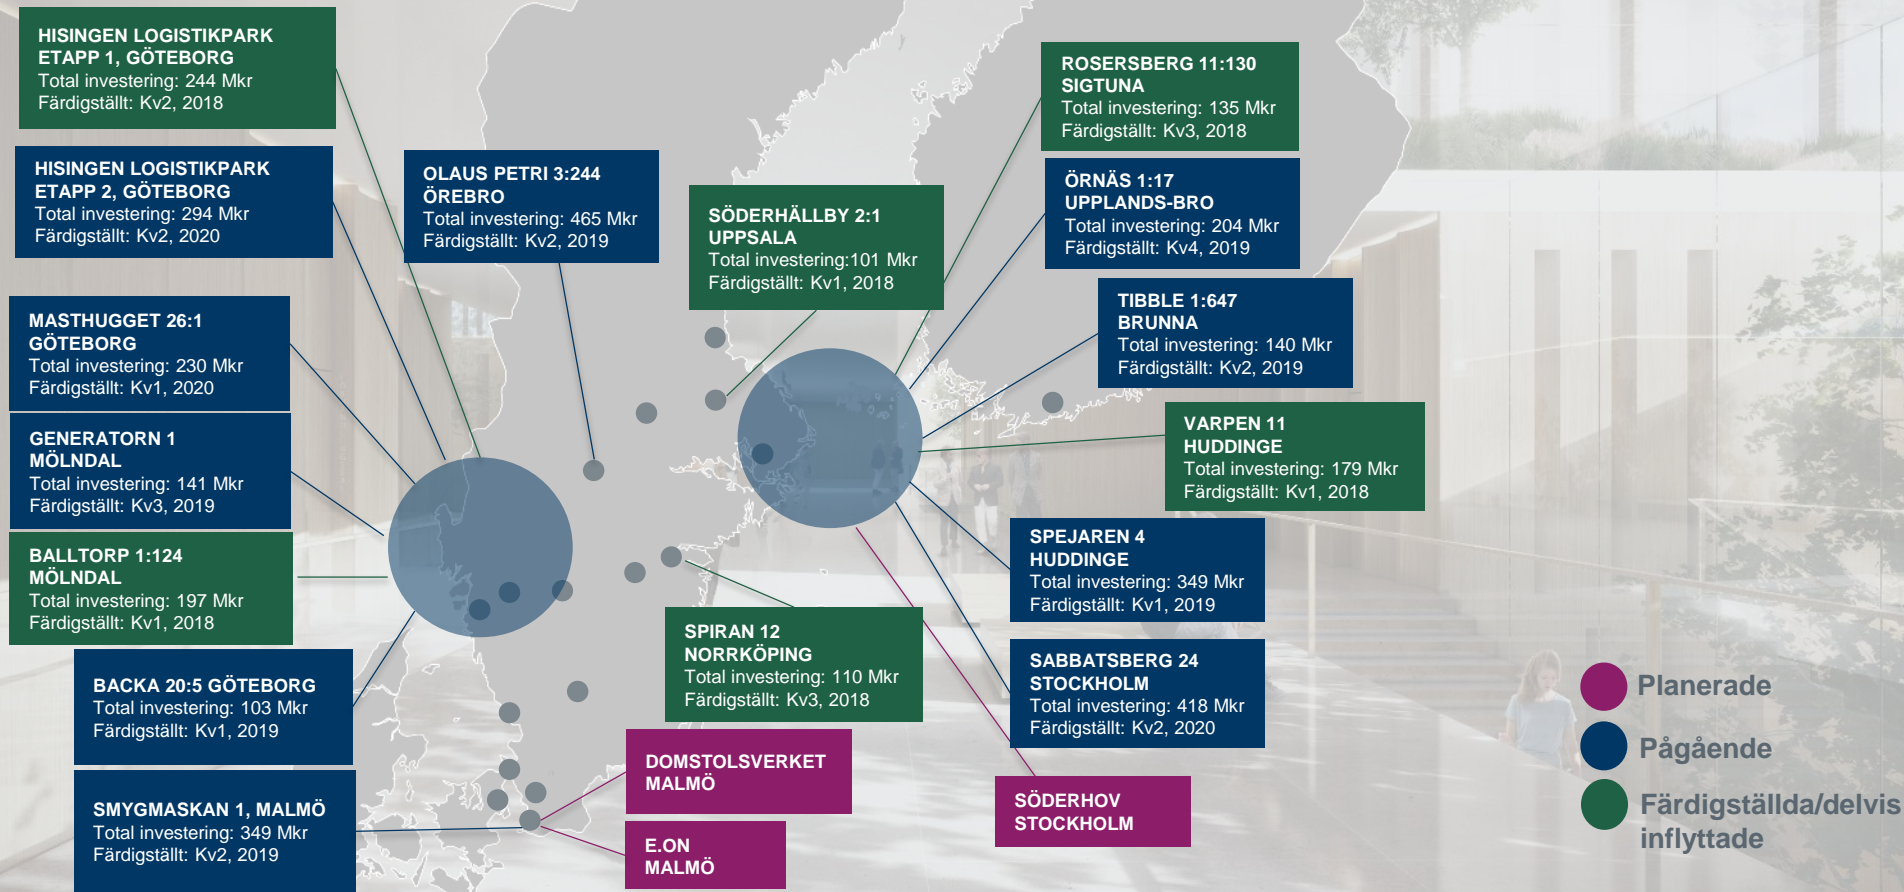 HISINGEN LOGISTIKPARK
ETAPP 1, GÖTEBORG
Total investering: 244 Mkr
Färdigställt: Kv2, 2018
HISINGEN LOGISTIKPARK
ETAPP 2, GÖTEBORG
Total investering: 294 Mkr
Färdigställt: Kv2, 2020
MASTHUGGET 26:1
GÖTEBORG
Total investering: 230 Mkr
Färdigställt: Kv1, 2020
GENERATORN 1
MÖLNDAL
Total investering: 141 Mkr
Färdigställt: Kv3, 2019
BALLTORP 1:124
MÖLNDAL
Total investering: 197 Mkr
Färdigställt: Kv1, 2018
BACKA 20:5 GÖTEBORG
Total investering: 103 Mkr
Färdigställt: Kv1, 2019
SMYGMASKAN 1, MALMÖ
Total investering: 349 Mkr
Färdigställt: Kv2, 2019
OLAUS PETRI 3:244
ÖREBRO
Total investering: 465 Mkr
Färdigställt: Kv2, 2019
SÖDERHÄLLBY 2:1
UPPSALA
Total investering:101 Mkr
Färdigställt: Kv1, 2018
SPIRAN 12
NORRKÖPING
Total investering: 110 Mkr
Färdigställt: Kv3, 2018
DOMSTOLSVERKET
MALMÖ
E.ON
MALMÖ
ROSERSBERG 11:130
SIGTUNA
Total investering: 135 Mkr
Färdigställt: Kv3, 2018
ÖRNÄS 1:17
UPPLANDS-BRO
Total investering: 204 Mkr
Färdigställt: Kv4, 2019
TIBBLE 1:647
BRUNNA
Total investering: 140 Mkr
Färdigställt: Kv2, 2019
VARPEN 11
HUDDINGE
Total investering: 179 Mkr
Färdigställt: Kv1, 2018
SPEJAREN 4
HUDDINGE
Total investering: 349 Mkr
Färdigställt: Kv1, 2019
SABBATSBERG 24
STOCKHOLM
Total investering: 418 Mkr
Färdigställt: Kv2, 2020
SÖDERHOV
STOCKHOLM
Planerade
Pågående
Färdigställda/delvis
inflyttade